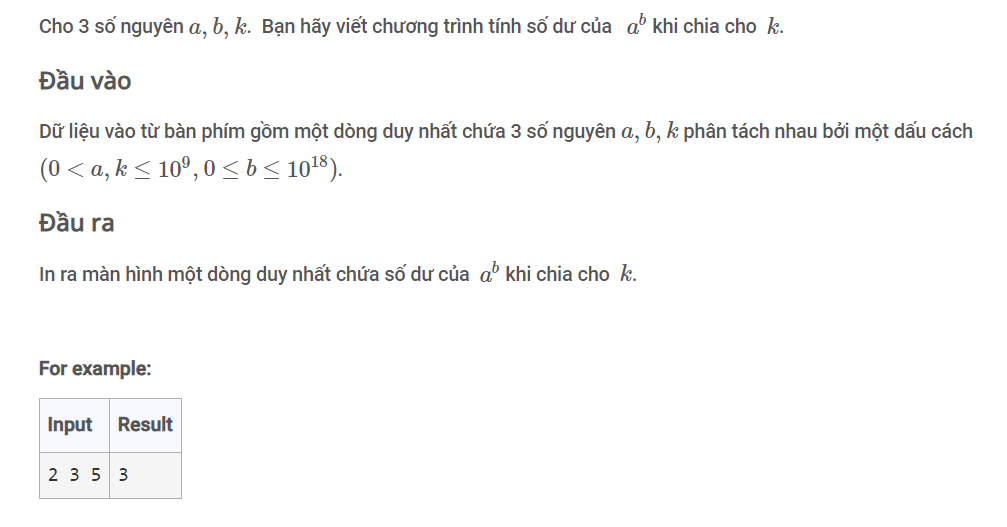 Cho 3 số nguyên a, b, k. Bạn hãy viết chương trình tính số dư của a^b khi chia cho k.
Đầu vào
Dữ liệu vào từ bàn phím gồm một dòng duy nhất chứa 3 số nguyên a, b, k phân tách nhau bởi một dấu cách
(0 < a, k ≤ 10^9, 0 ≤ b ≤ 10^18).
Đầu ra
In ra màn hình một dòng duy nhất chứa số dư của a^b khi chia cho k.
For example:
Input Result
2 3 5 3